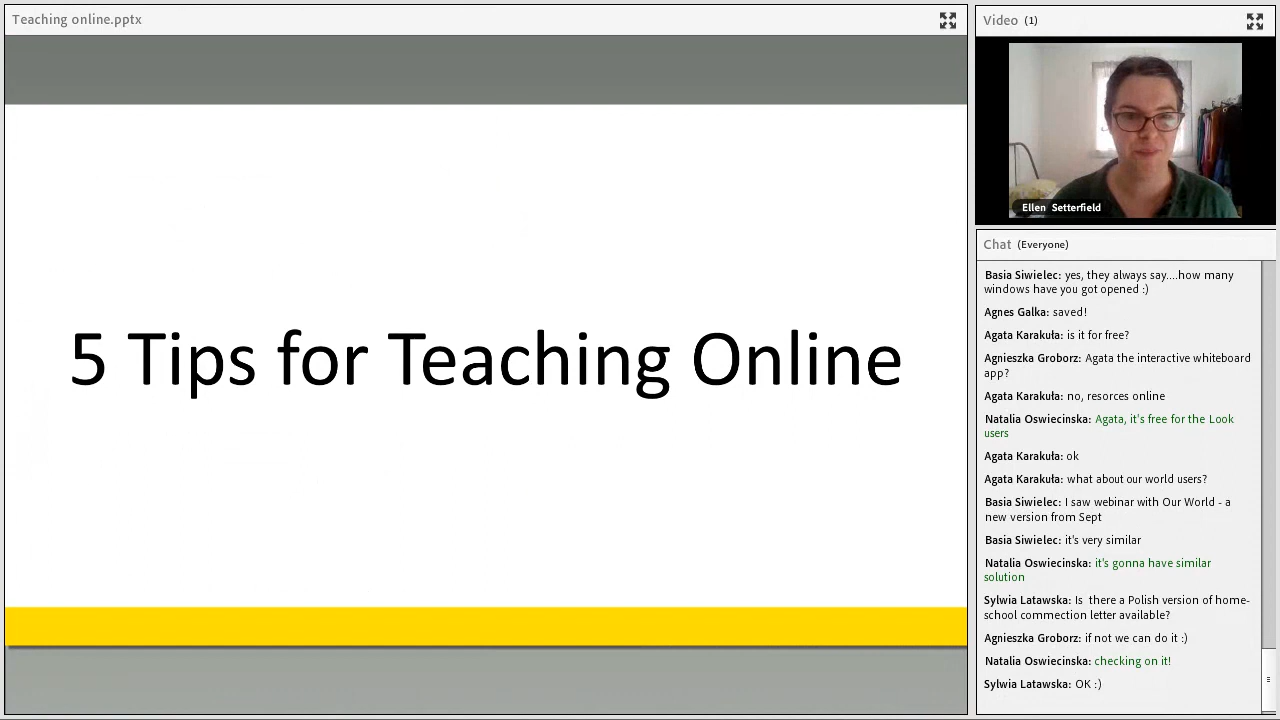 Teaching online.pptx
5 Tips for Teaching Online
Video (1)
Ellen Setterfield
Chat (Everyone)
Basia Siwielec: yes, they always say....how many
windows have you got opened :)
Agnes Galka: saved!
Agata Karakuła: is it for free?
Agnieszka Groborz: Agata the interactive whiteboard
app?
Agata Karakuła: no, resorces online
Natalia Oswiecinska: Agata, it's free for the Look
users
Agata Karakuła: ok
Agata Karakuła: what about our world users?
Basia Siwielec: I saw webinar with Our World - a
new version from Sept
Basia Siwielec: it's very similar
Natalia Oswiecinska: it's gonna have similar
solution
Sylwia Latawska: Is there a Polish version of home-
school commection letter available?
Agnieszka Groborz: if not we can do it :)
Natalia Oswiecinska: checking on it!
Sylwia Latawska: OK :)